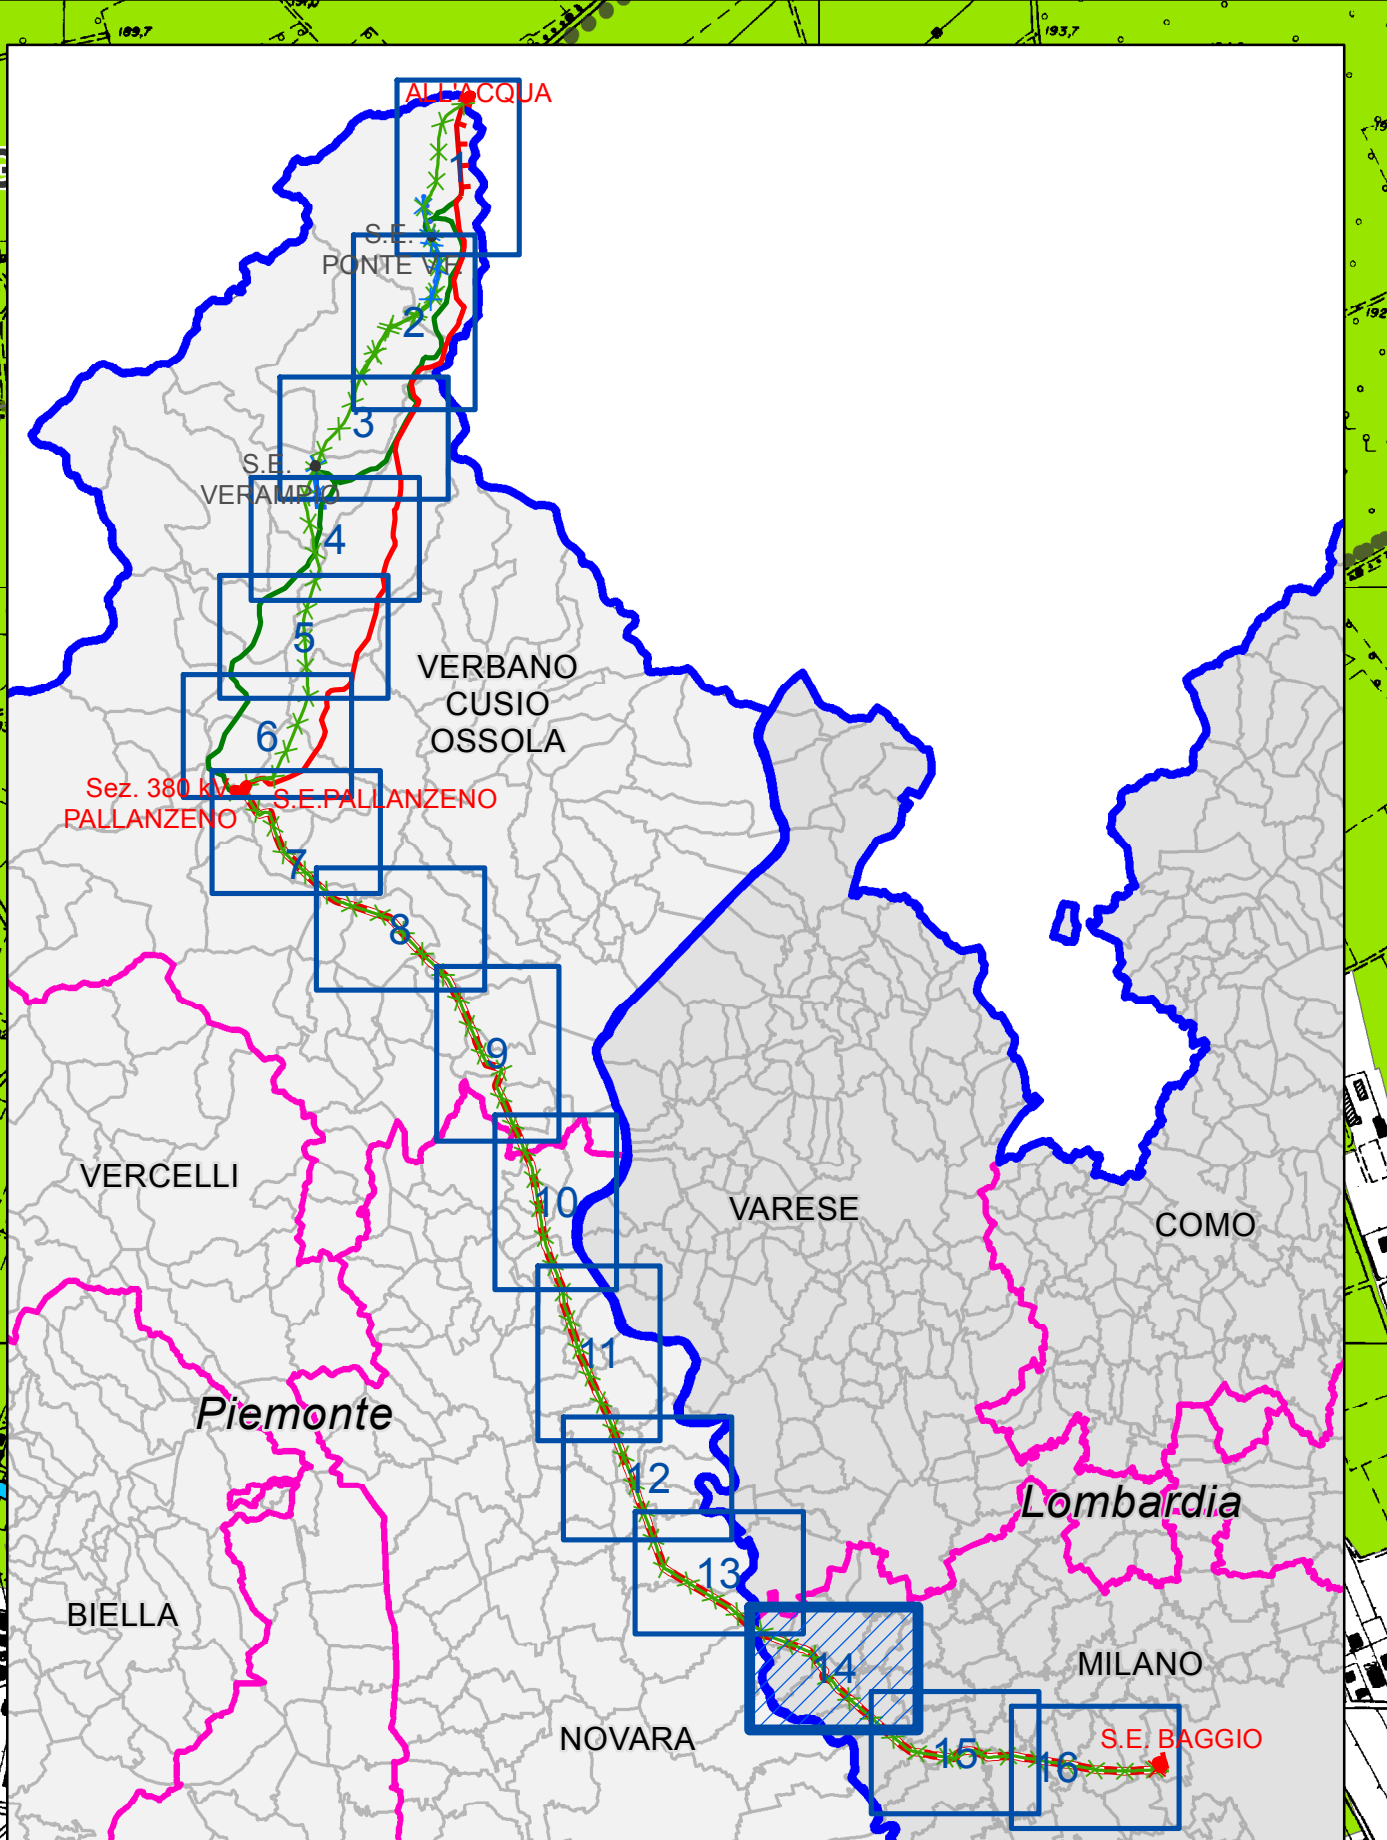 189,7
193,7
ALL'ACQUA
1
S.E.
PONTE V.F.
192
2
3
S.E.
VERAMPIO
4
5
VERBANO
CUSIO
OSSOLA
6
Sez. 380 kV
PALLANZENO
S.E.PALLANZENO
7
8
9
VERCELLI
10
VARESE
COMO
11
Piemonte
12
Lombardia
13
BIELLA
14
MILANO
NOVARA
15
16
S.E. BAGGIO